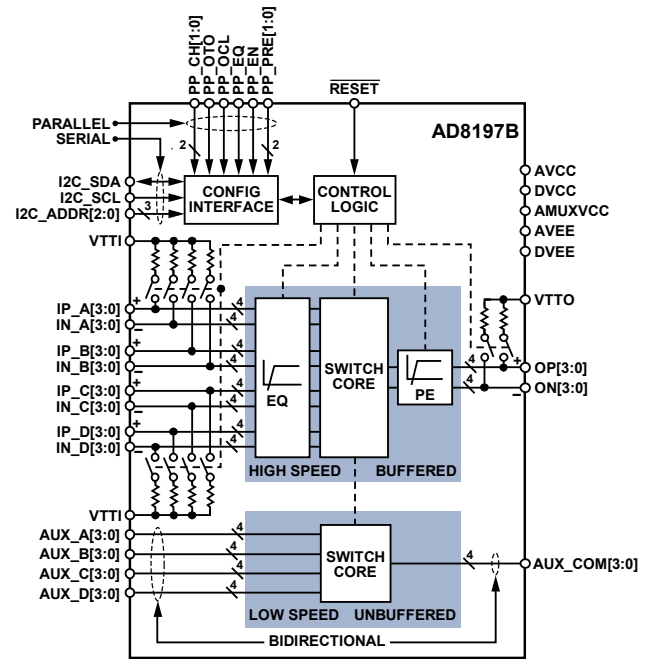 PP_CH[1:0]
PP_OTO
PP_OCL
PP_EQ
PP_EN
PP_PRE[1:0]
RESET
PARALLEL
SERIAL
AD8197B
2
2
I2C_SDA
I2C_SCL
I2C_ADDR[2:0]
3
CONFIG
INTERFACE
CONTROL
LOGIC
AVCC
DVCC
AMUXVCC
AVEE
DVEE
VTTI
VTTO
+
IP_A[3:0]
4
IN_A[3:0]
−
4
+
IP_B[3:0]
4
IN_B[3:0]
−
4
+
IP_C[3:0]
4
IN_C[3:0]
−
4
+
IP_D[3:0]
4
IN_D[3:0]
−
4
EQ
SWITCH
CORE
PE
4
+
OP[3:0]
4
ON[3:0]
−
HIGH SPEED
BUFFERED
VTTI
AUX_A[3:0]
4
AUX_B[3:0]
4
AUX_C[3:0]
4
AUX_D[3:0]
4
SWITCH
CORE
4
AUX_COM[3:0]
LOW SPEED
UNBUFFERED
BIDIRECTIONAL